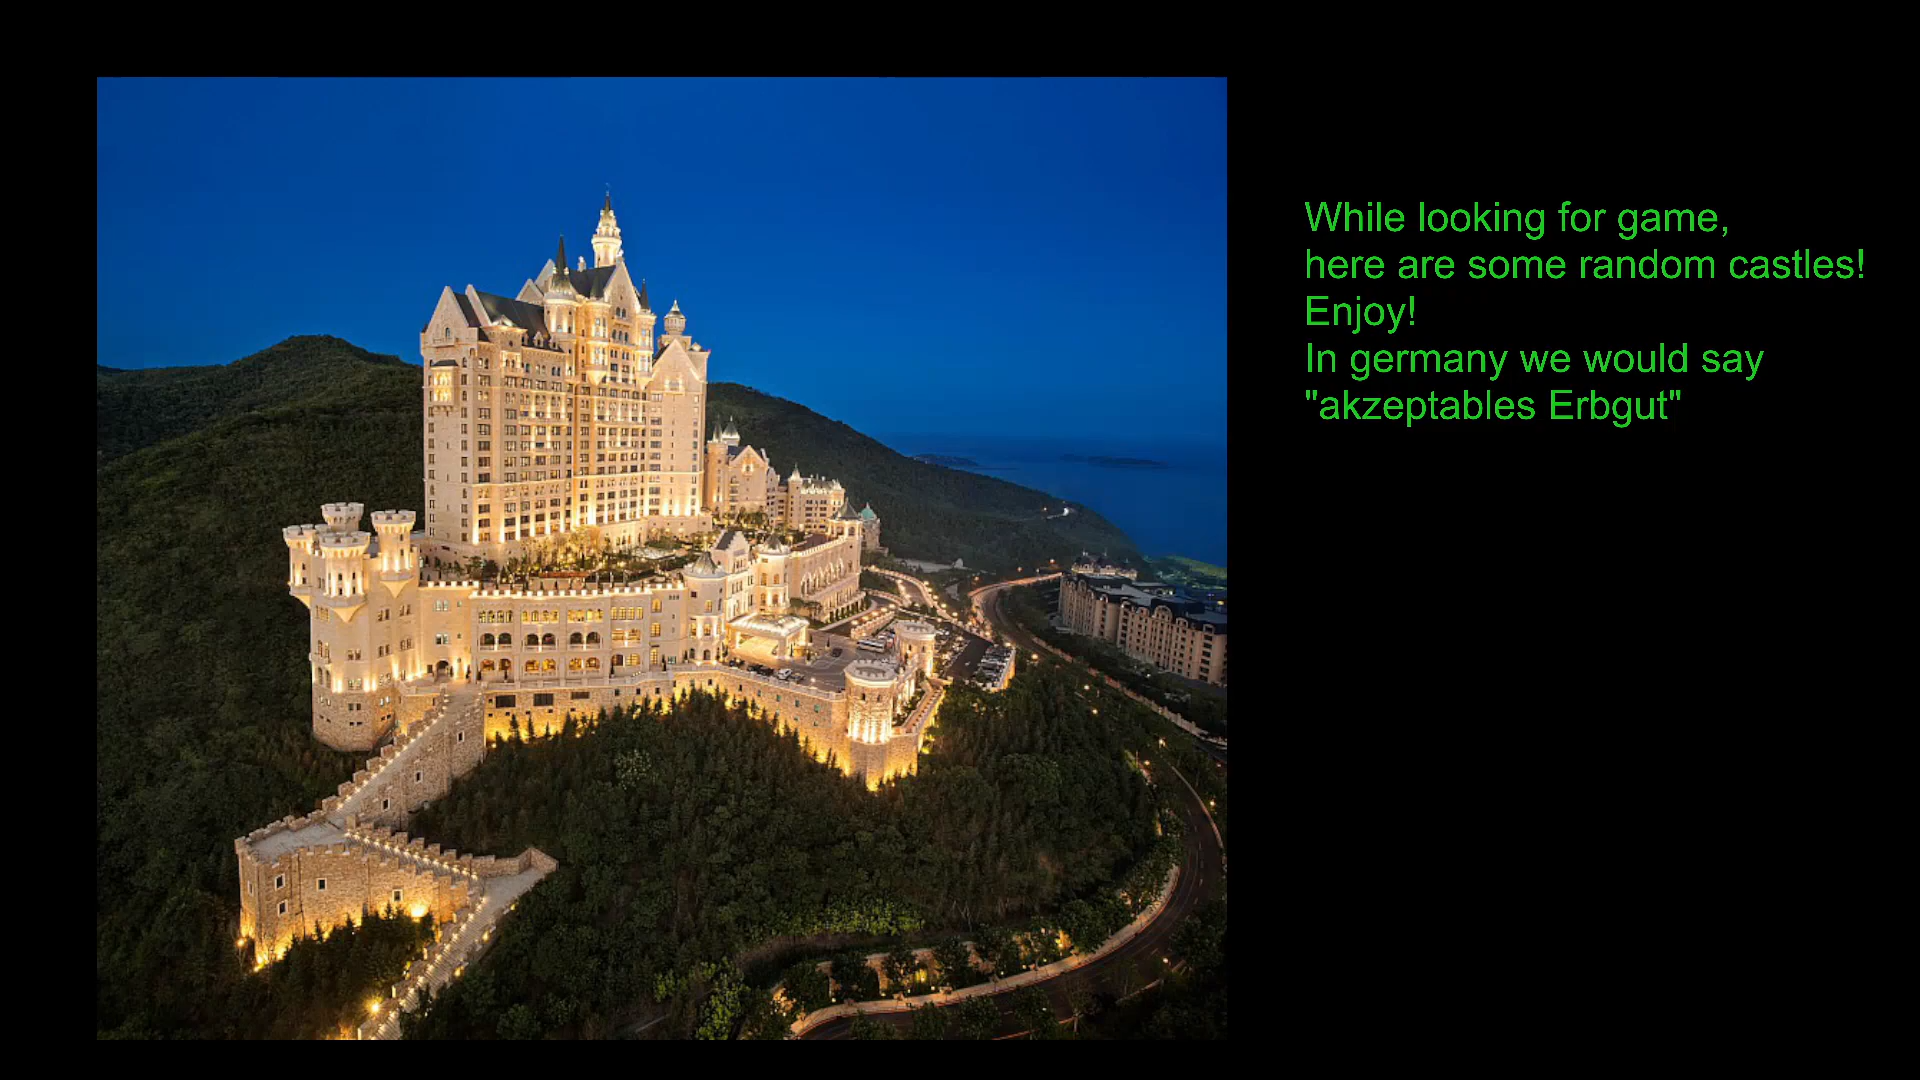 While looking for game,
here are some random castles!
Enjoy!
In germany we would say
"akzeptables Erbgut"